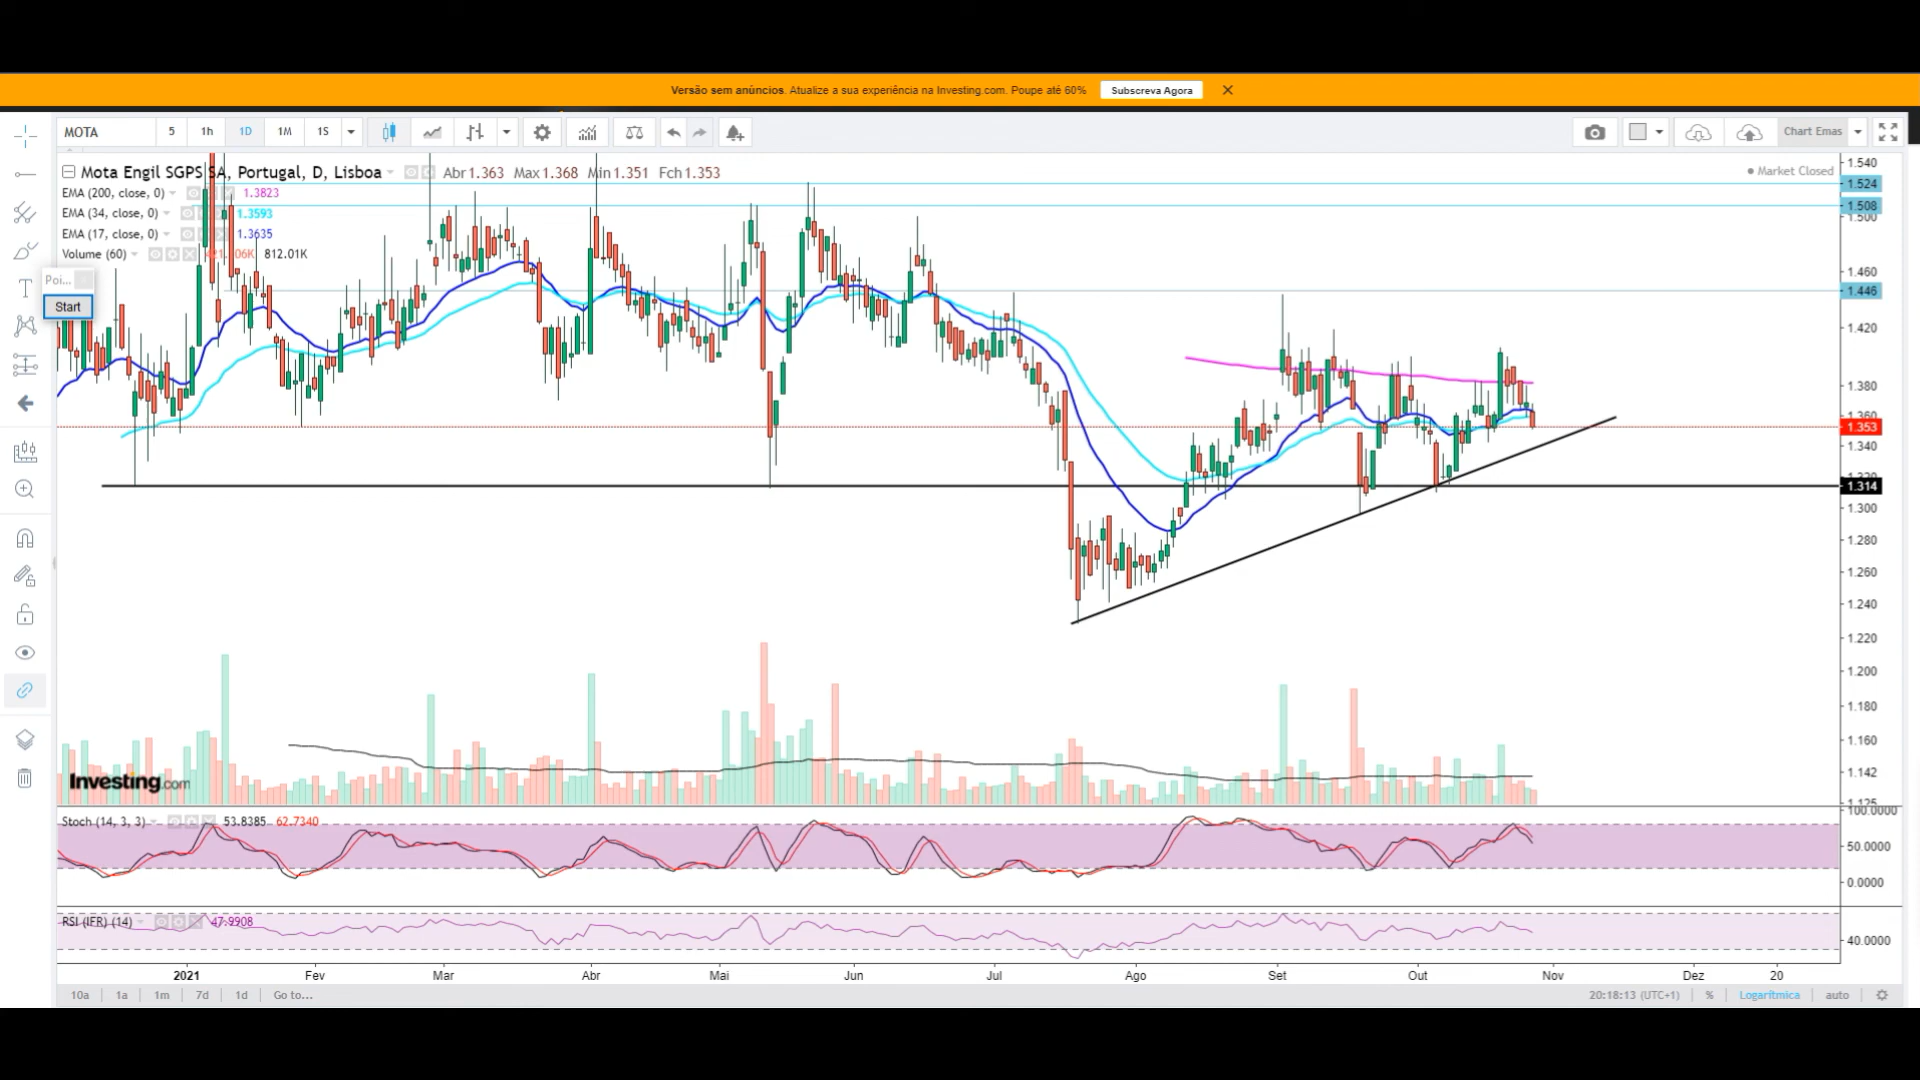 Versão sem anúncios. Atualize a sua experiência na Investing.com. Poupe até 60% Subscreva Agora
MOTA 5 1h 1D 1M 1S Chart Emas
Mota Engil SGPS SA, Portugal, D, Lisboa Abr 1.363 Max 1.368 Min 1.351 Fch 1.353
Market Closed
EMA (200, close, 0) 1.3823
EMA (34, close, 0) 1.3593
EMA (17, close, 0) 1.3635
Volume (60) 812.01K
Poi...
Start
1.540
1.524
1.508
1.500
1.460
1.446
1.420
1.380
1.360
1.353
1.340
1.320
1.314
1.300
1.280
1.260
1.240
1.220
1.200
1.180
1.160
1.142
1.125
Investing.com
Stoch (14, 3, 3) 53.8385 62.7340
100.0000
50.0000
0.0000
RSI (IFR) (14) 47.9908
40.0000
2021 Fev Mar Abr Mai Jun Jul Ago Set Out Nov Dez 20
10a 1a 1m 7d 1d Go to... 20:18:13 (UTC+1) % Logarítmica auto